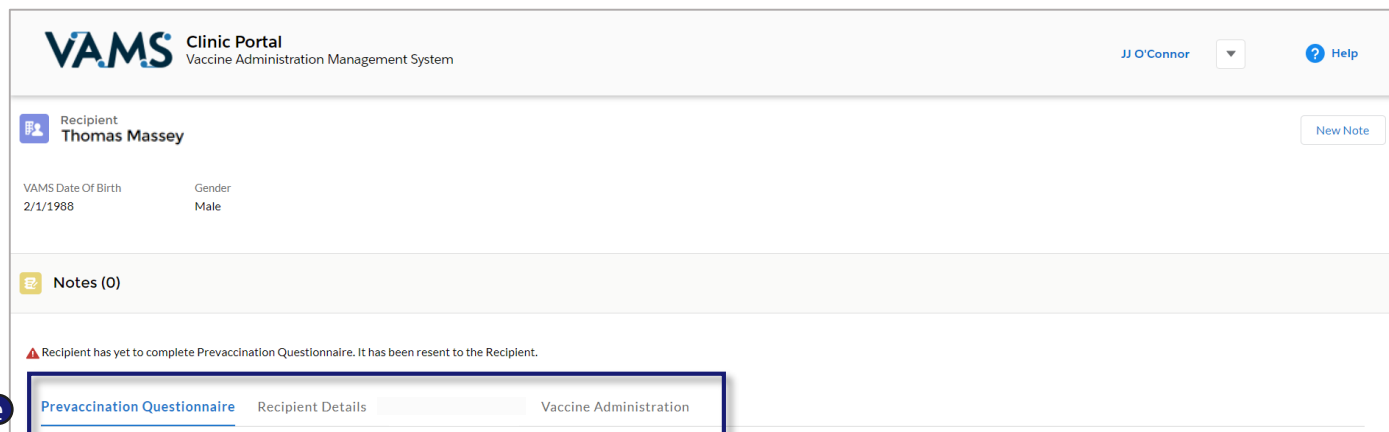 VAMS Clinic Portal
Vaccine Administration Management System
JJ O'Connor
Help
Recipient
Thomas Massey
New Note
VAMS Date Of Birth Gender
2/1/1988 Male
Notes (0)
Recipient has yet to complete Prevaccination Questionnaire. It has been resent to the Recipient.
Prevaccination Questionnaire Recipient Details Vaccine Administration